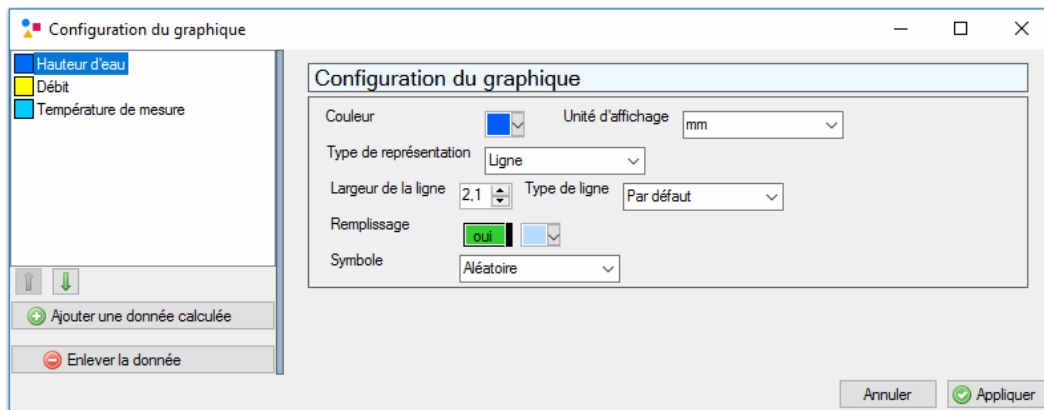 Configuration du graphique
Hauteur d'eau
Débit
Température de mesure
Ajouter une donnée calculée
Enlever la donnée
Configuration du graphique
Couleur Unité d'affichage mm
Type de représentation Ligne
Largeur de la ligne 2,1 Type de ligne Par défaut
Remplissage oui
Symbole Aléatoire
Annuler Appliquer